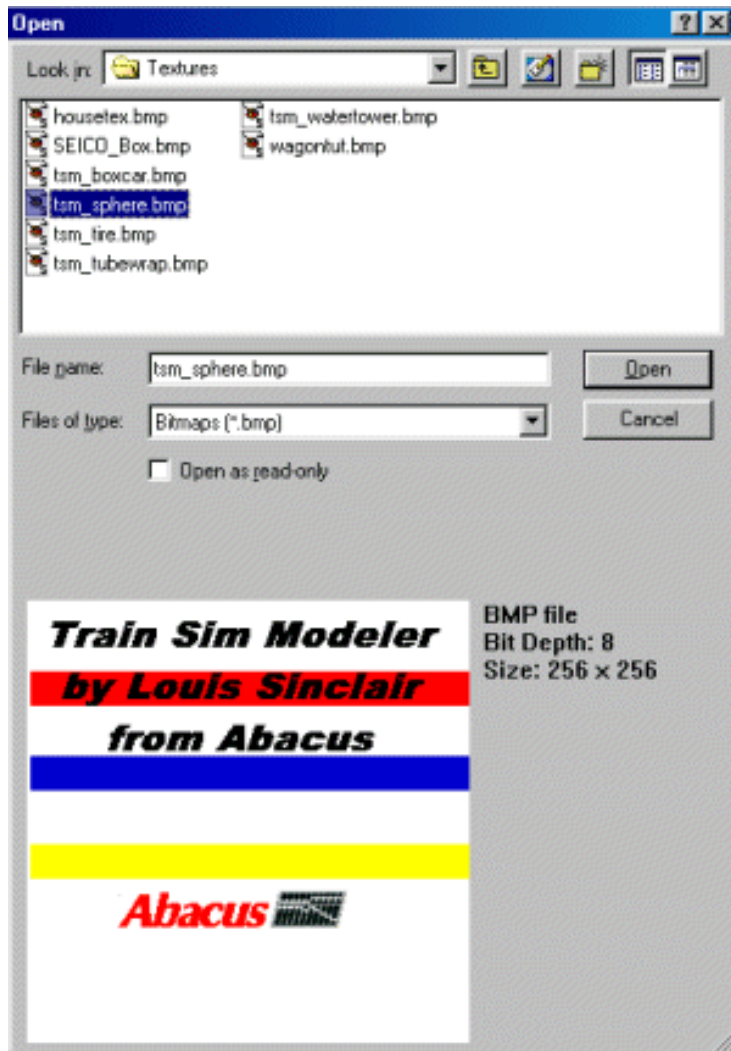 Open
Look in: Textures
housetex.bmp
SEICO_Box.bmp
tsm_boxcar.bmp
tsm_sphere.bmp
tsm_tire.bmp
tsm_tubewrap.bmp
tsm_watertower.bmp
wagontut.bmp
File name: tsm_sphere.bmp
Open
Files of type: Bitmaps (*.bmp)
Cancel
Open as read-only
Train Sim Modeler
by Louis Sinclair
from Abacus
Abacus
BMP file
Bit Depth: 8
Size: 256 x 256